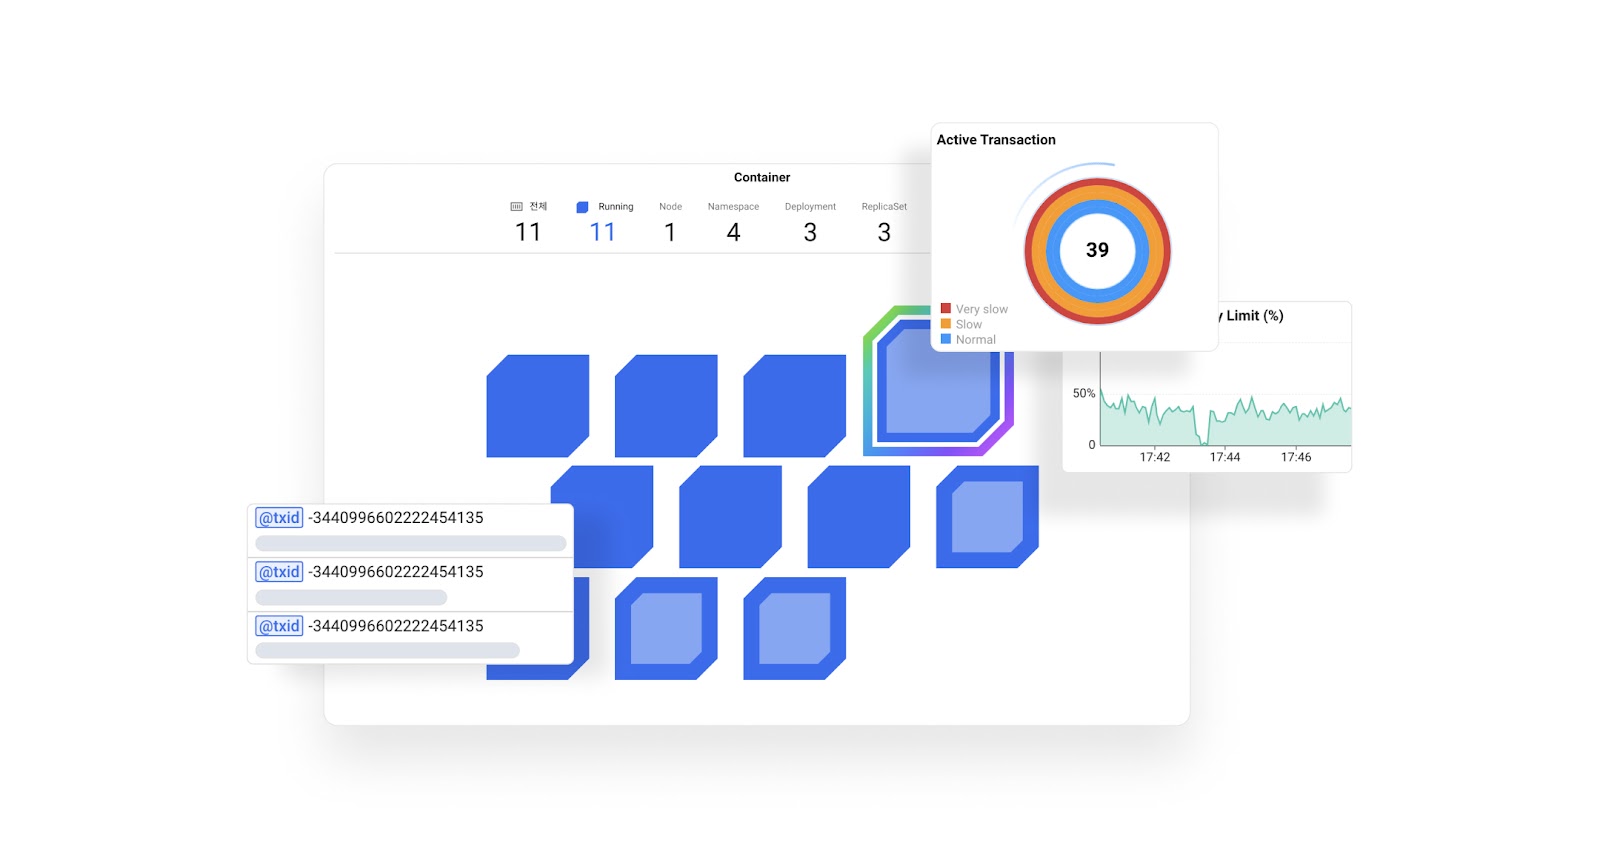 Container
전체 Running Node Namespace Deployment ReplicaSet
11 11 1 4 3 3
Active Transaction
39
Very slow
Slow
Normal
y Limit (%)
50%
0
17:42 17:44 17:46
@txid -3440996602222454135
@txid -3440996602222454135
@txid -3440996602222454135